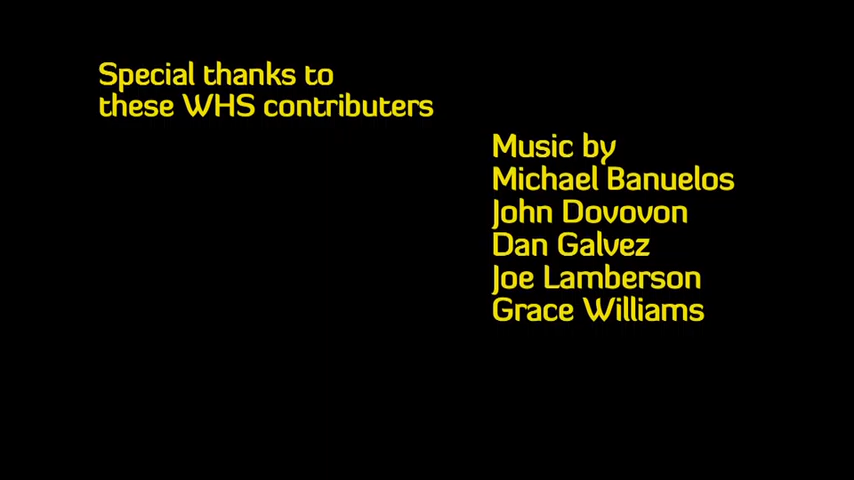 Special thanks to
these WHS contributers
Music by
Michael Banuelos
John Dovovon
Dan Galvez
Joe Lamberson
Grace Williams